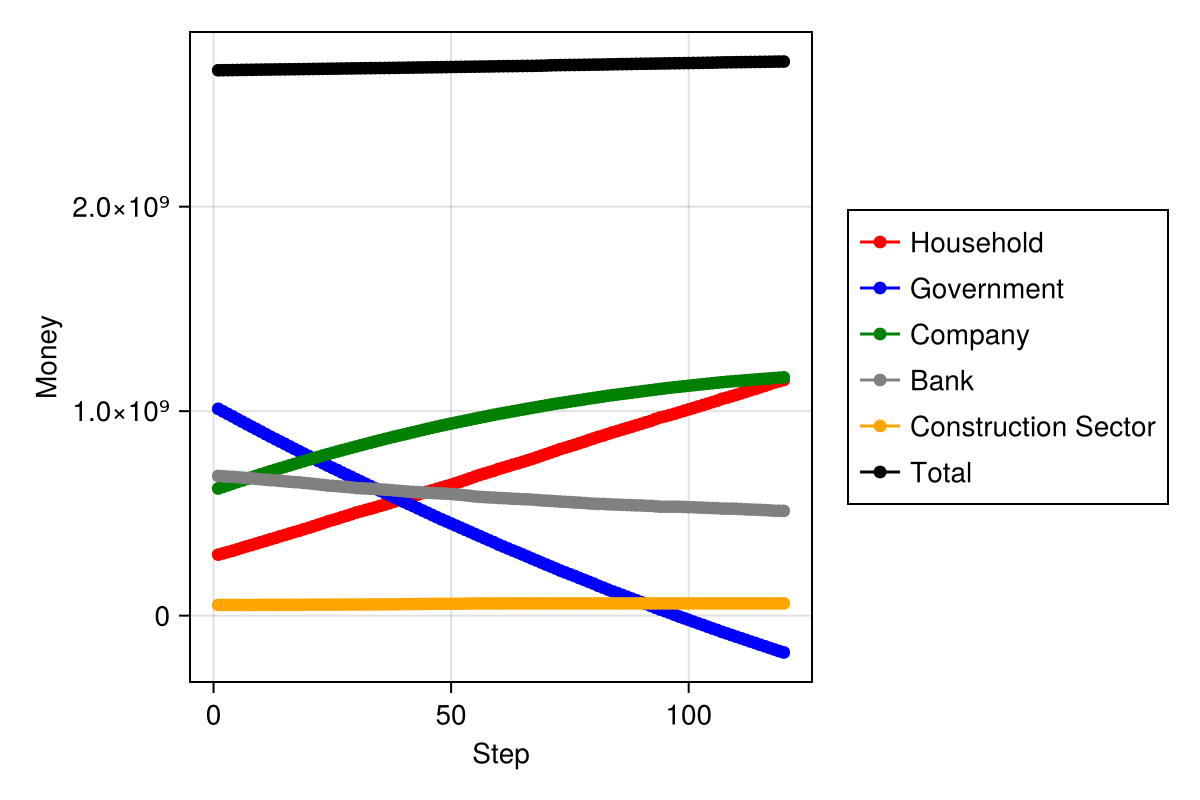 Money
2.0×10⁹
1.0×10⁹
0
0 50 100
Step
Household
Government
Company
Bank
Construction Sector
Total